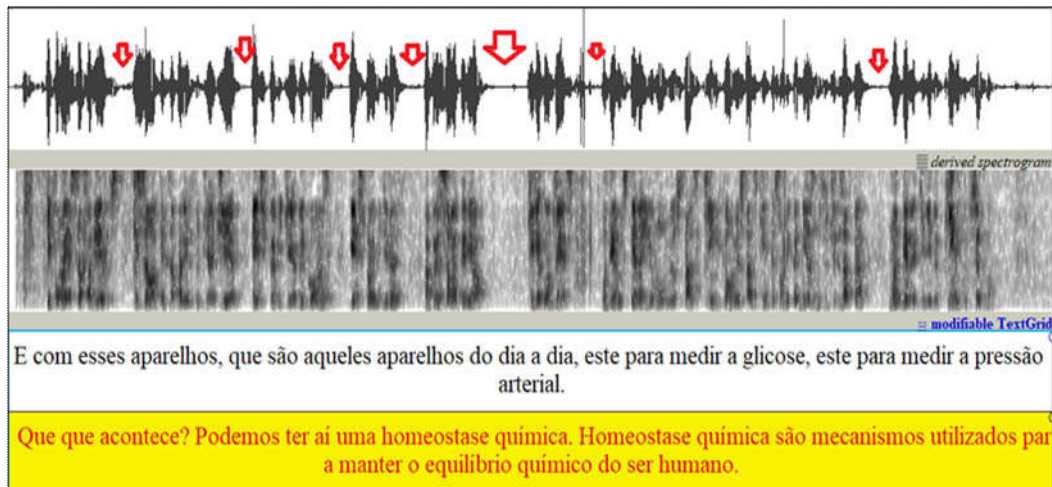 derived spectrogram
modifiable TextGrid
E com esses aparelhos, que são aqueles aparelhos do dia a dia, este para medir a glicose, este para medir a pressão
arterial.
Que que acontece? Podemos ter aí uma homeostase química. Homeostase química são mecanismos utilizados par
a manter o equilíbrio químico do ser humano.